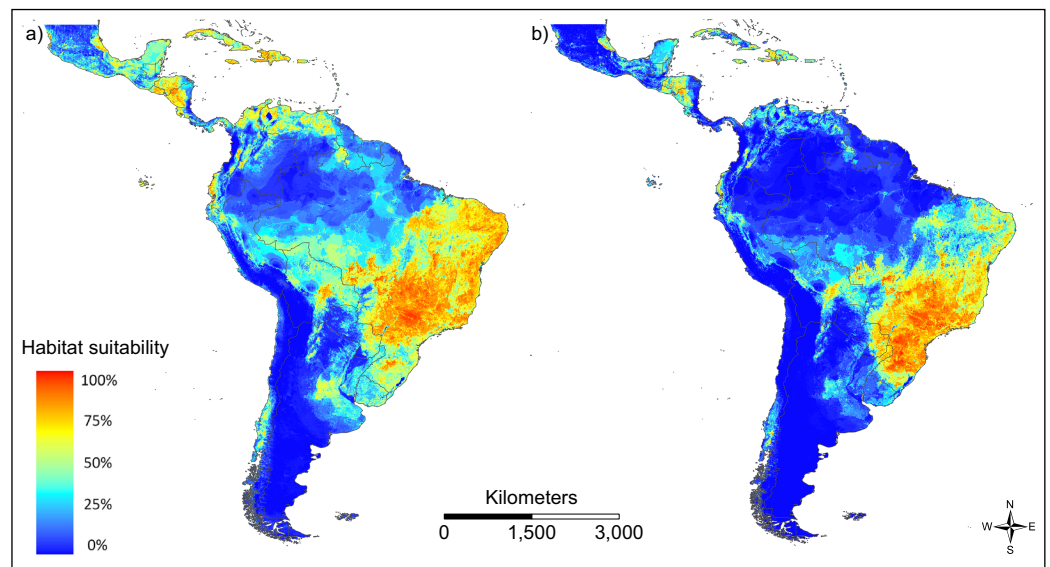 a)
b)
Habitat suitability
100%
75%
50%
25%
0%
Kilometers
0 1,500 3,000
N
W E
S